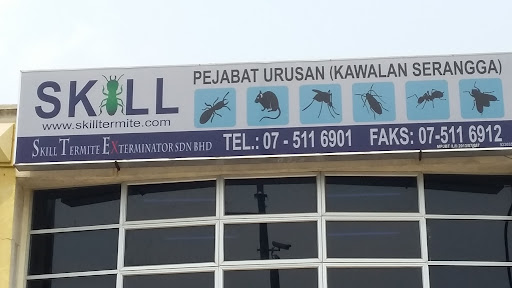 SKILL
www.skilltermite.com
PEJABAT URUSAN (KAWALAN SERANGGA)
SKILL TERMITE EXTERMINATOR SDN BHD
TEL.: 07 - 511 6901 FAKS: 07-511 6912